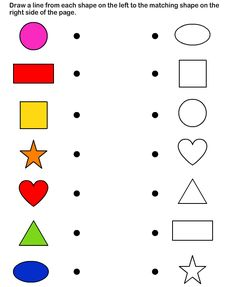 Draw a line from each shape on the left to the matching shape on the
right side of the page.